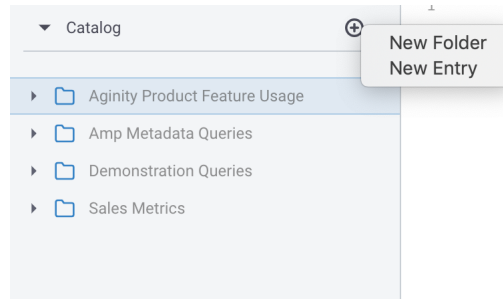 Catalog
New Folder
New Entry
Aginity Product Feature Usage
Amp Metadata Queries
Demonstration Queries
Sales Metrics